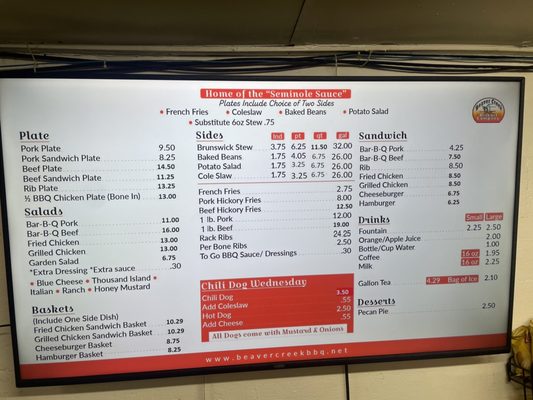 Home of the "Seminole Sauce"
Plates Include Choice of Two Sides
• French Fries • Coleslaw • Baked Beans • Potato Salad
• Substitute 6oz Stew .75
Plate
Pork Plate 9.50
Pork Sandwich Plate 8.25
Beef Plate 14.50
Beef Sandwich Plate 11.25
Rib Plate 13.25
½ BBQ Chicken Plate (Bone In) 13.00
Salads
Bar-B-Q Pork 11.00
Bar-B-Q Beef 16.00
Fried Chicken 13.00
Grilled Chicken 13.00
Garden Salad 6.75
*Extra Dressing *Extra sauce .30
• Blue Cheese • Thousand Island •
Italian • Ranch • Honey Mustard
Baskets
(Include One Side Dish)
Fried Chicken Sandwich Basket 10.29
Grilled Chicken Sandwich Basket 10.29
Cheeseburger Basket 8.75
Hamburger Basket 8.25
Sides Ind pt qt gal
Brunswick Stew 3.75 6.25 11.50 32.00
Baked Beans 1.75 4.05 6.75 26.00
Potato Salad 1.75 3.25 6.75 26.00
Cole Slaw 1.75 3.25 6.75 26.00
French Fries 2.75
Pork Hickory Fries 8.00
Beef Hickory Fries 12.50
1 lb. Pork 12.00
1 lb. Beef 19.00
Rack Ribs 24.25
Per Bone Ribs 2.50
To Go BBQ Sauce/ Dressings .30
Chili Dog Wednesday
Chili Dog 3.50
Add Coleslaw .55
Hot Dog 2.50
Add Cheese .55
All Dogs come with Mustard & Onions
Sandwich
Bar-B-Q Pork 4.25
Bar-B-Q Beef 7.50
Rib 8.50
Fried Chicken 8.50
Grilled Chicken 8.50
Cheeseburger 6.75
Hamburger 6.25
Drinks Small Large
Fountain 2.25 2.50
Orange/Apple Juice 2.00
Bottle/Cup Water 1.00
Coffee 16 oz 1.95
Milk 16 oz 2.25
Gallon Tea 4.29 Bag of Ice 2.10
Desserts
Pecan Pie 2.50
www.beavercreekbbq.net